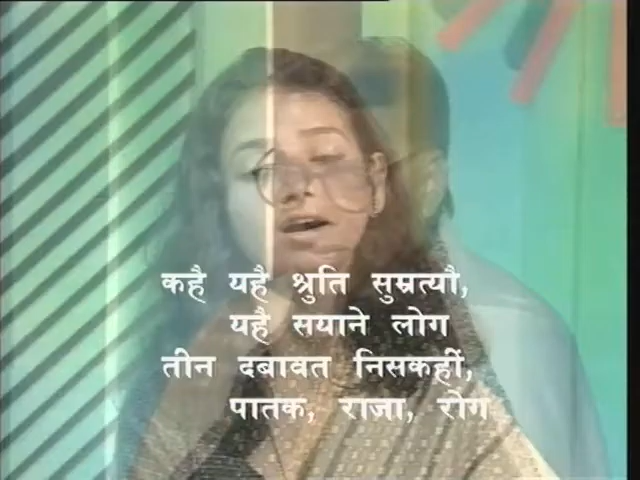 कहै यहै श्रुति सुम्रत्यौ,
यहै सयाने लोग
तीन दबावत निसकहीं,
पातक, राजा, रोग